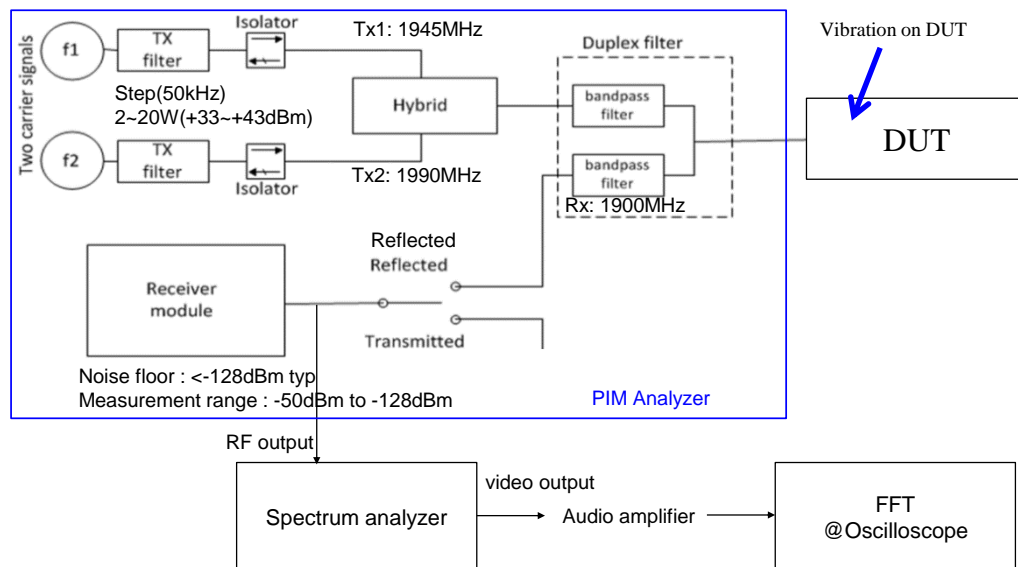 Two carrier signals
f1
TX
filter
Isolator
Tx1: 1945MHz
Step(50kHz)
2~20W(+33~+43dBm)
Hybrid
f2
TX
filter
Isolator
Tx2: 1990MHz
Duplex filter
bandpass
filter
bandpass
filter
Rx: 1900MHz
Vibration on DUT
DUT
Reflected
Reflected
Transmitted
Receiver
module
Noise floor : <-128dBm typ
Measurement range : -50dBm to -128dBm
PIM Analyzer
RF output
Spectrum analyzer
video output
Audio amplifier
FFT
@Oscilloscope